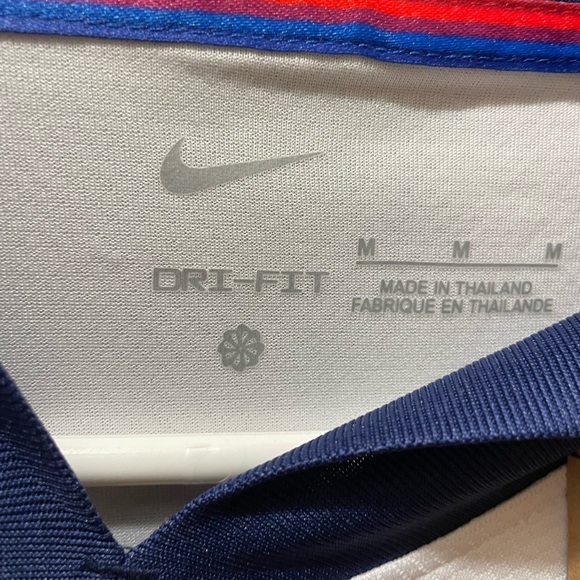 DRI-FIT
M M M
MADE IN THAILAND
FABRIQUE EN THAILANDE